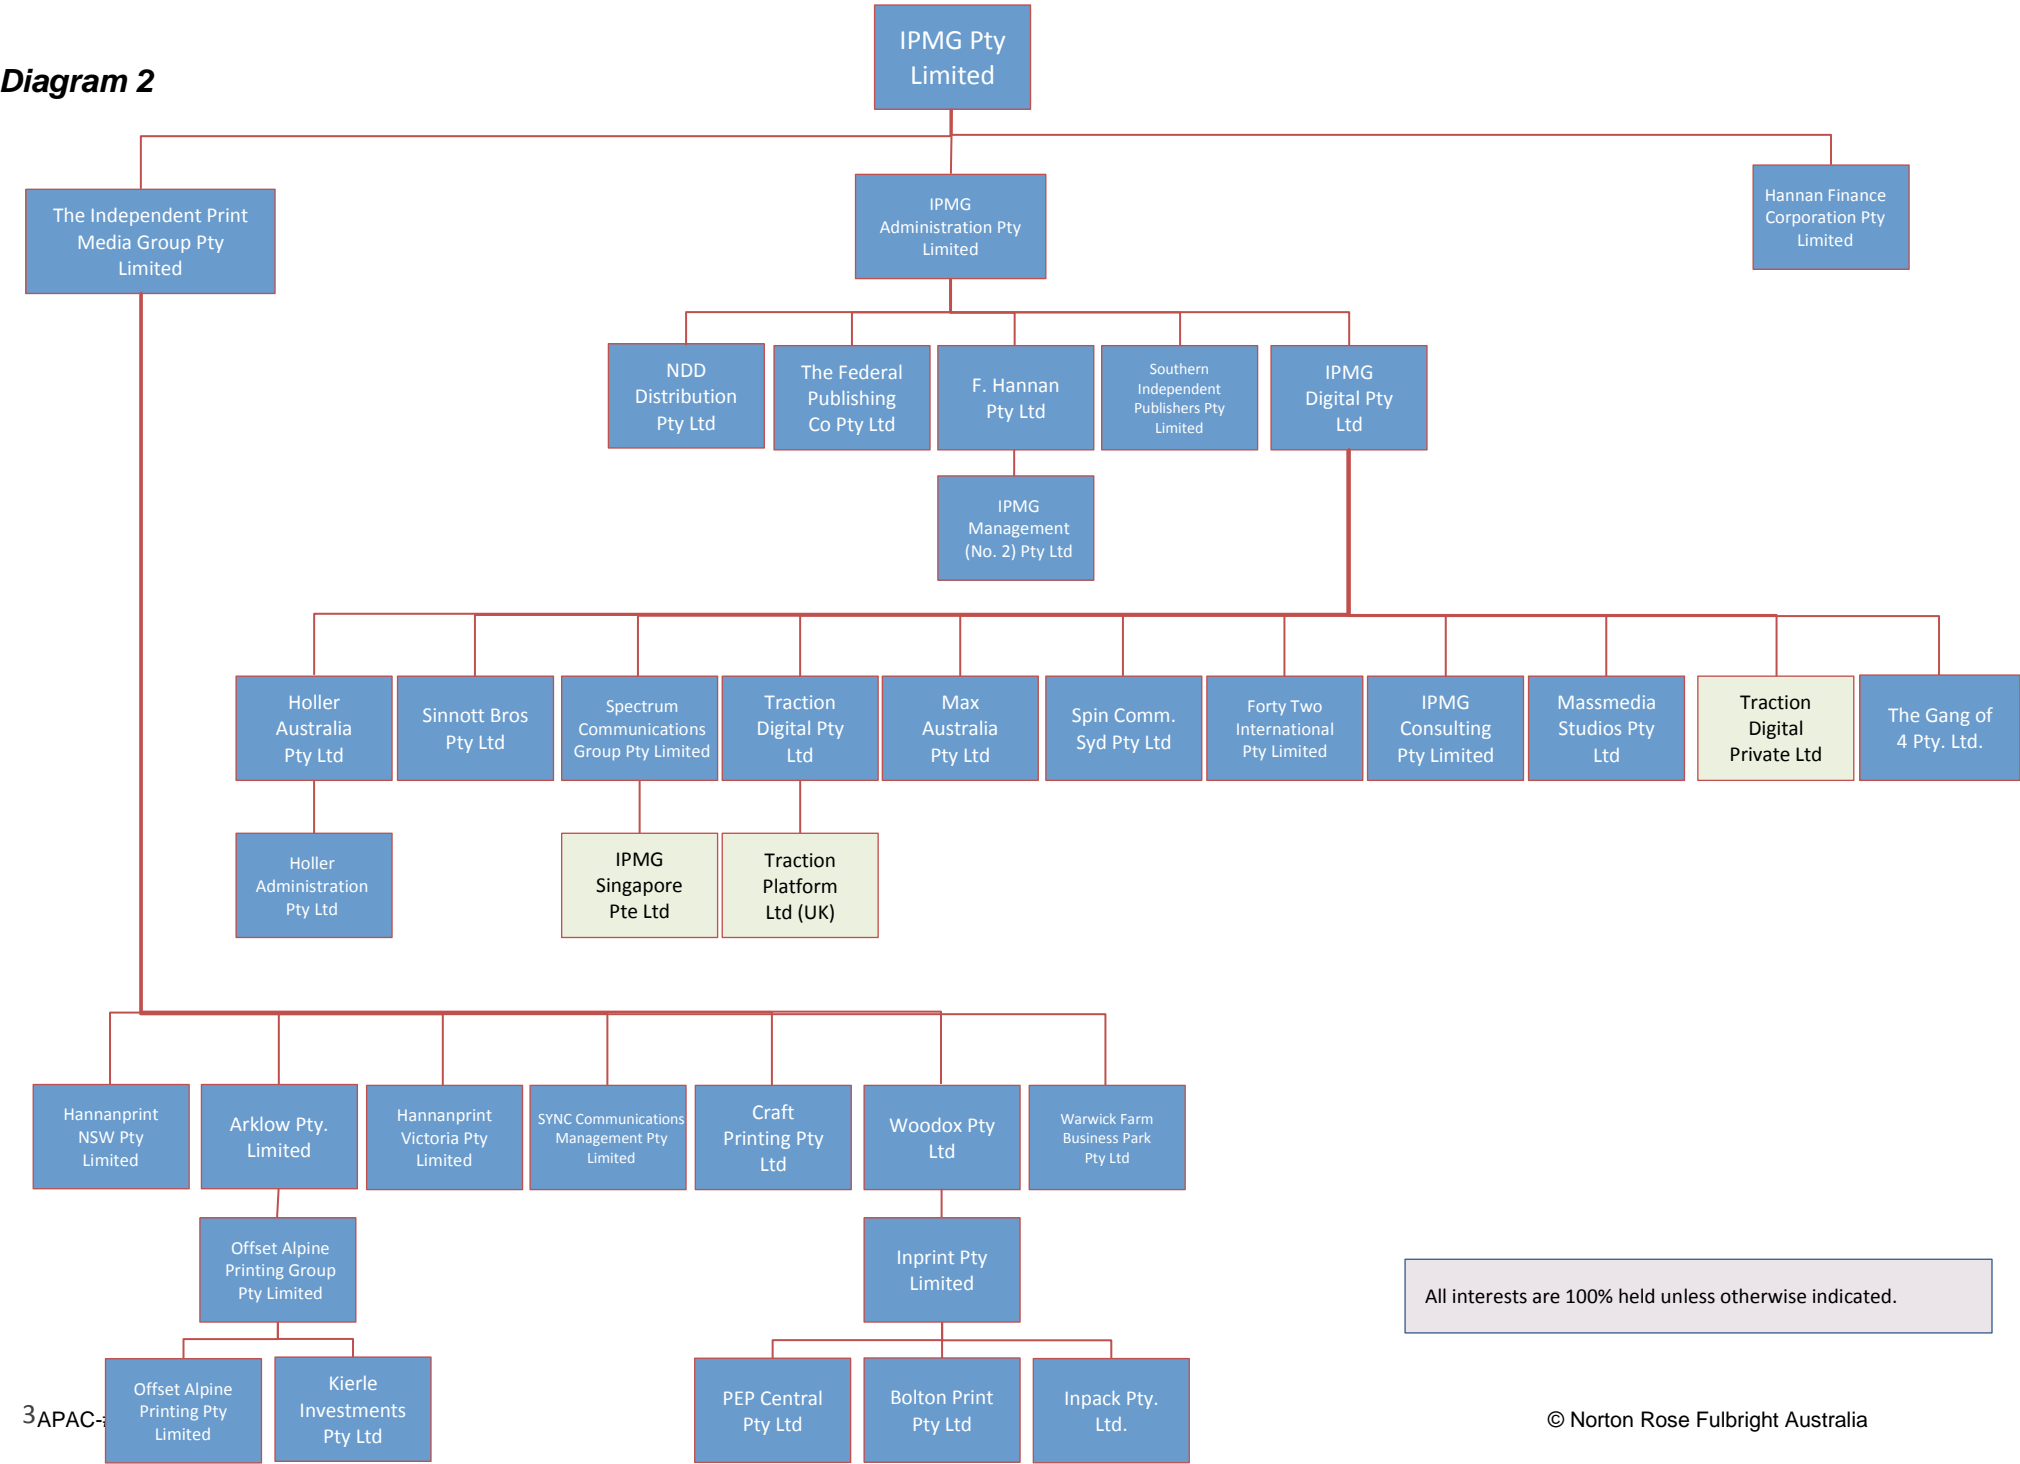 IPMG Pty
Limited
Diagram 2
The Independent Print
Media Group Pty
Limited
IPMG
Administration Pty
Limited
Hannan Finance
Corporation Pty
Limited
NDD
Distribution
Pty Ltd
The Federal
Publishing
Co Pty Ltd
F. Hannan
Pty Ltd
Southern
Independent
Publishers Pty
Limited
IPMG
Digital Pty
Ltd
IPMG
Management
(No. 2) Pty Ltd
Holler
Australia
Pty Ltd
Sinnott Bros
Pty Ltd
Spectrum
Communications
Group Pty Limited
Traction
Digital Pty
Ltd
Max
Australia
Pty Ltd
Spin Comm.
Syd Pty Ltd
Forty Two
International
Pty Limited
IPMG
Consulting
Pty Limited
Massmedia
Studios Pty
Ltd
Traction
Digital
Private Ltd
The Gang of
4 Pty. Ltd.
Holler
Administration
Pty Ltd
IPMG
Singapore
Pte Ltd
Traction
Platform
Ltd (UK)
Hannanprint
NSW Pty
Limited
Arklow Pty.
Limited
Hannanprint
Victoria Pty
Limited
SYNC Communications
Management Pty
Limited
Craft
Printing Pty
Ltd
Woodox Pty
Ltd
Warwick Farm
Business Park
Pty Ltd
Offset Alpine
Printing Group
Pty Limited
Inprint Pty
Limited
All interests are 100% held unless otherwise indicated.
Offset Alpine
Printing Pty
Limited
Kierle
Investments
Pty Ltd
PEP Central
Pty Ltd
Bolton Print
Pty Ltd
Inpack Pty.
Ltd.
3APAC-
© Norton Rose Fulbright Australia